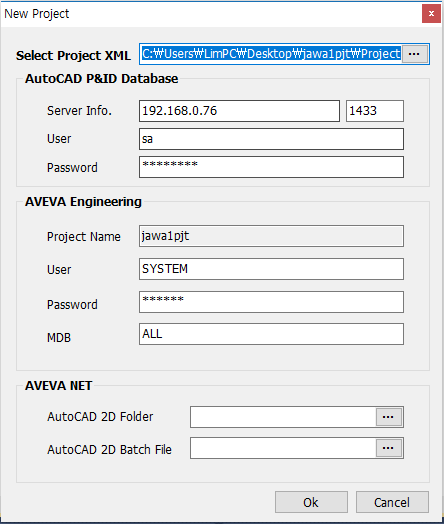 New Project
x
Select Project XML C:₩Users₩LimPC₩Desktop₩jawa1pjt₩Project ...
AutoCAD P&ID Database
Server Info. 192.168.0.76 1433
User sa
Password ********
AVEVA Engineering
Project Name jawa1pjt
User SYSTEM
Password ******
MDB ALL
AVEVA NET
AutoCAD 2D Folder ...
AutoCAD 2D Batch File ...
Ok Cancel